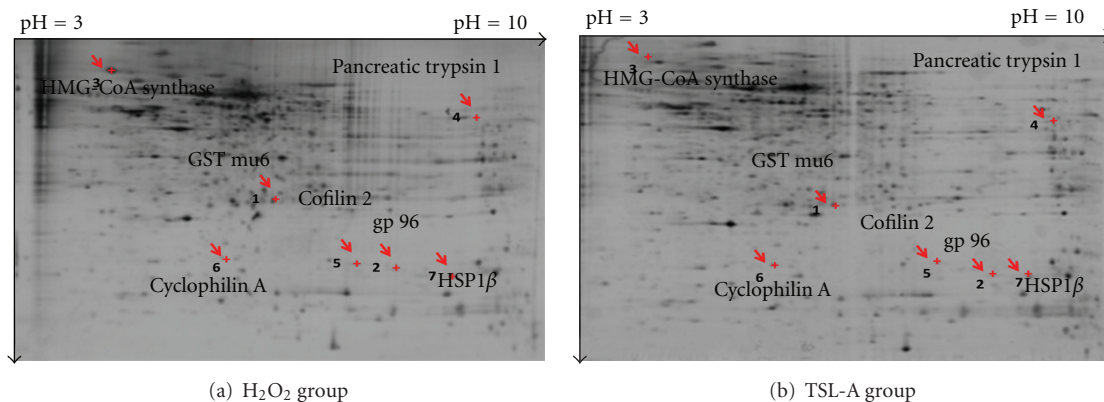 pH = 3
pH = 10
Pancreatic trypsin 1
3
HMG-CoA synthase
4
GST mu6
1
Cofilin 2
gp 96
5
2
6
7
Cyclophilin A
HSP1β
(a) H₂O₂ group
pH = 3
pH = 10
Pancreatic trypsin 1
3
HMG-CoA synthase
4
GST mu6
1
Cofilin 2
gp 96
5
6
2
7
Cyclophilin A
HSP1β
(b) TSL-A group